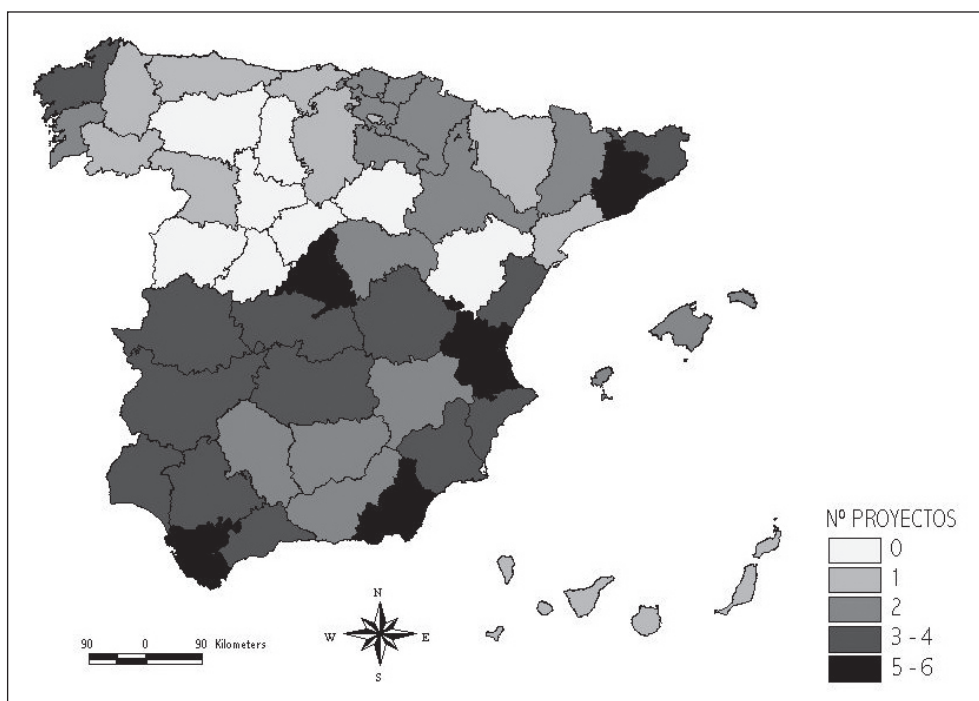 Nº PROYECTOS
0
1
2
3 - 4
5 - 6
N
W E
S
90 0 90 Kilometers